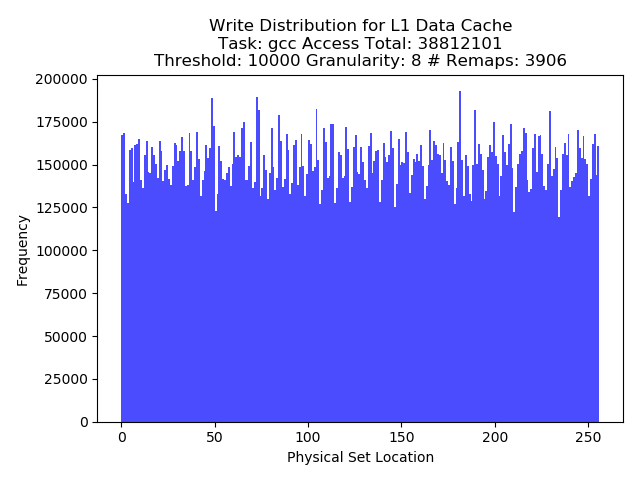 Write Distribution for L1 Data Cache
Task: gcc Access Total: 38812101
Threshold: 10000 Granularity: 8 # Remaps: 3906
200000
175000
150000
125000
100000
75000
50000
25000
0
Frequency
0 50 100 150 200 250
Physical Set Location